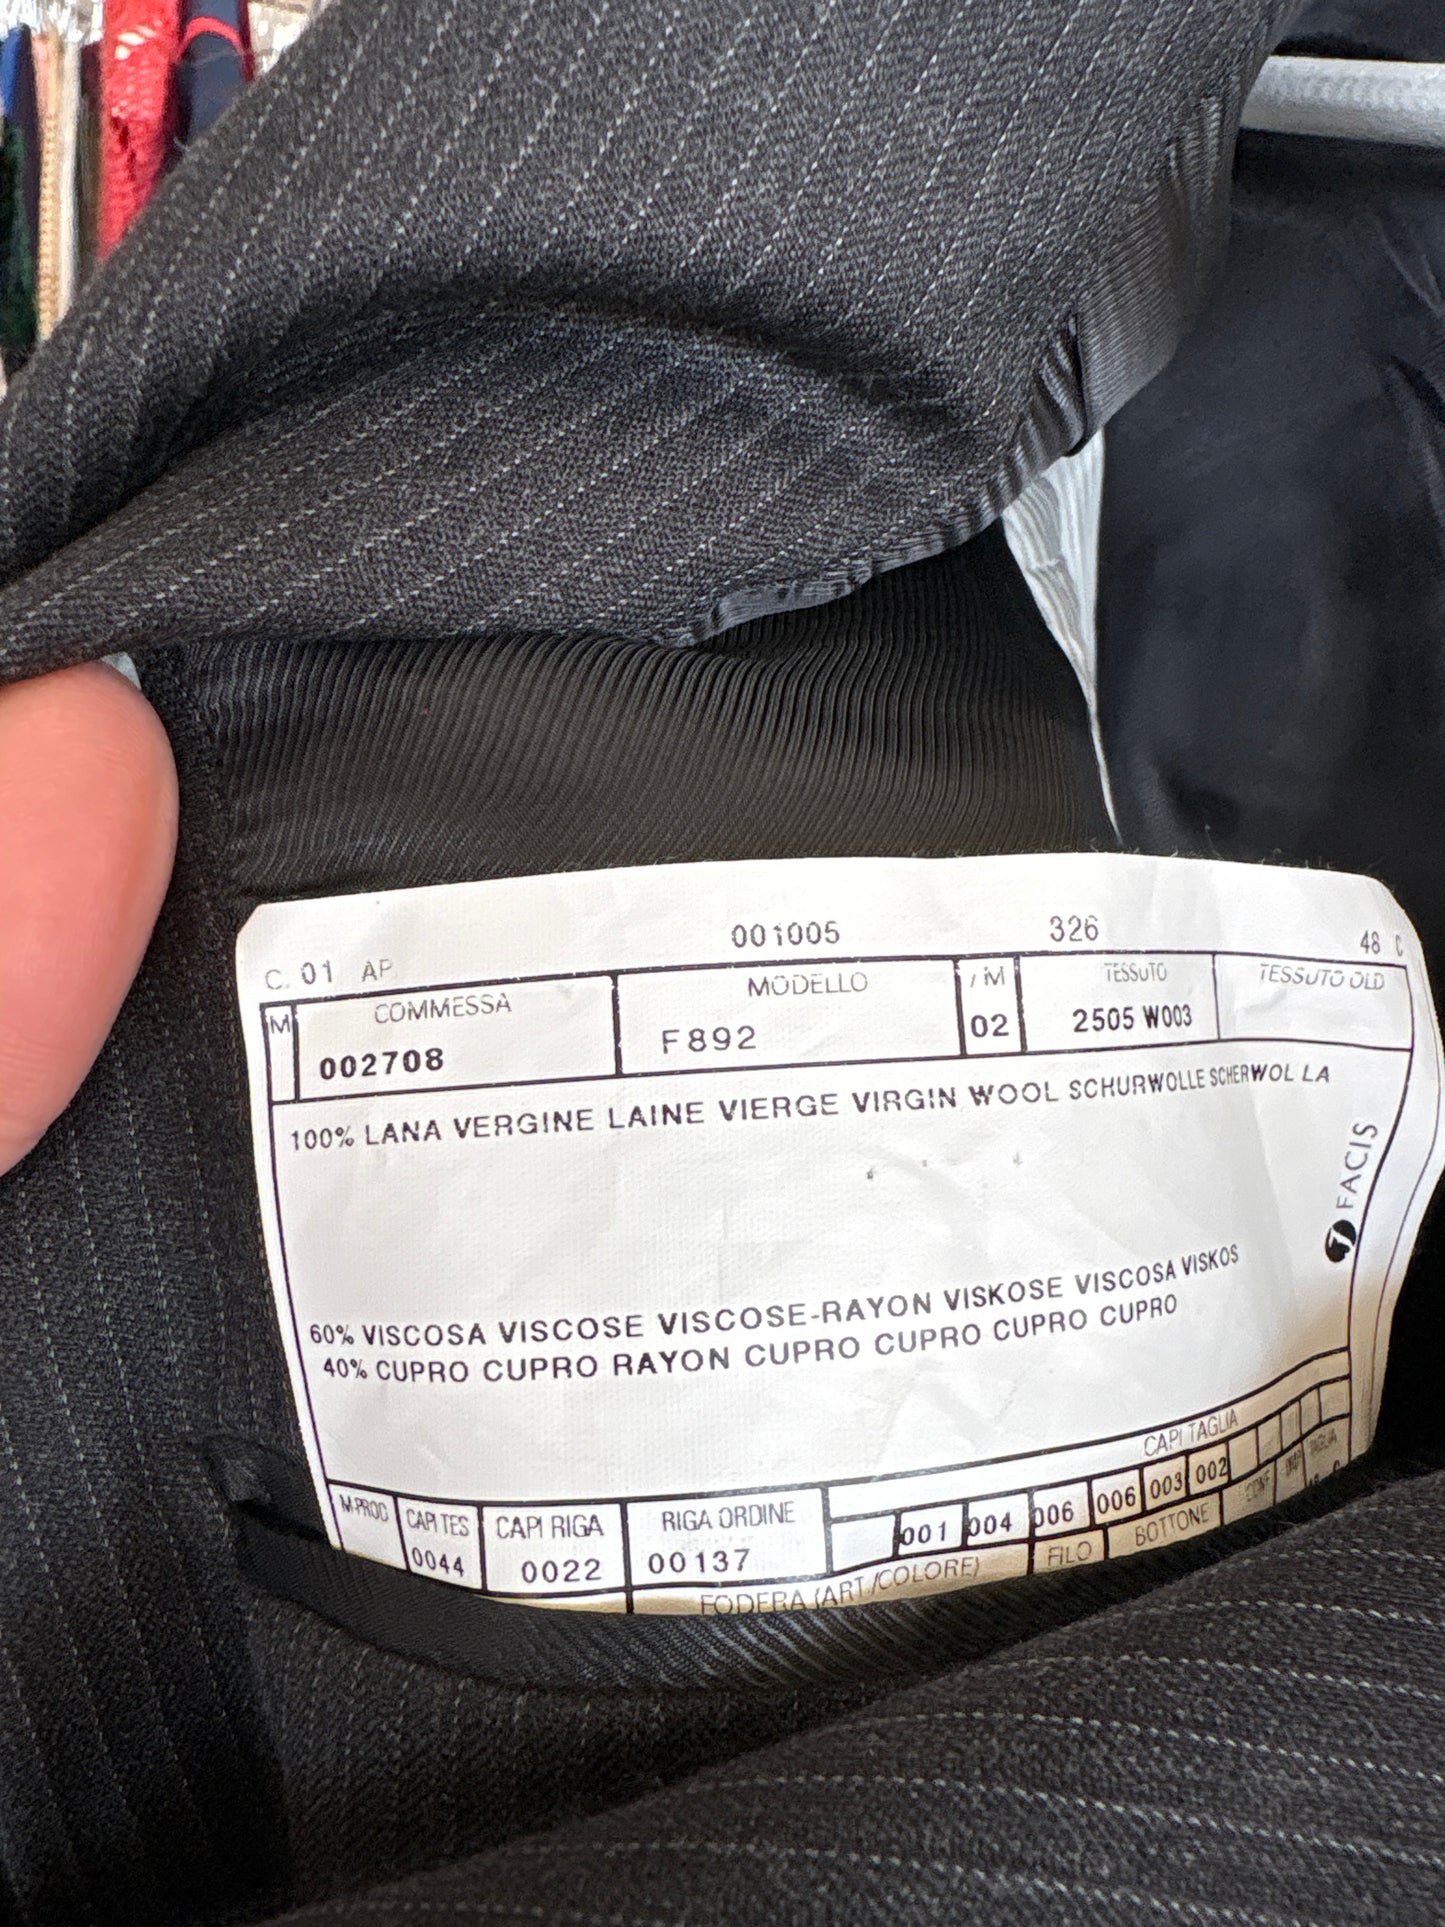 001005 326 48 C
C. 01 AP
M COMMESSA MODELLO / M TESSUTO TESSUTO OLD
002708 F892 02 2505 W003
100% LANA VERGINE LAINE VIERGE VIRGIN WOOL SCHURWOLLE SCHERWOL LA
FACIS
60% VISCOSA VISCOSE VISCOSE-RAYON VISKOSE VISCOSA VISKOS
40% CUPRO CUPRO RAYON CUPRO CUPRO CUPRO CUPRO
CAPI TAGLIA
M-PROD CAPI TES CAPI RIGA RIGA ORDINE 001 004 006 006 003 002
0044 0022 00137
FODERA (ART./COLORE) FILO BOTTONE CONF TAGLIA